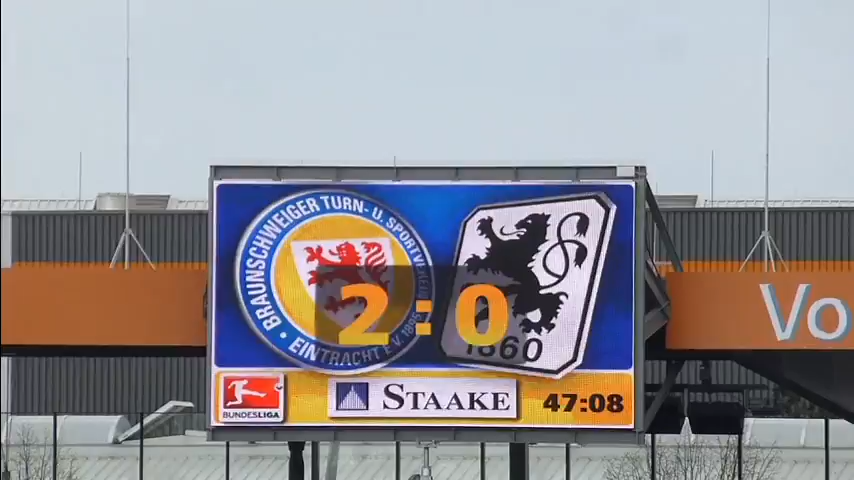 BRAUNSCHWEIGER TURN- U. SPORTVEREIN
EINTRACHT E.V. 1895
1860
2:0
BUNDESLIGA
STAAKE
47:08
Vo